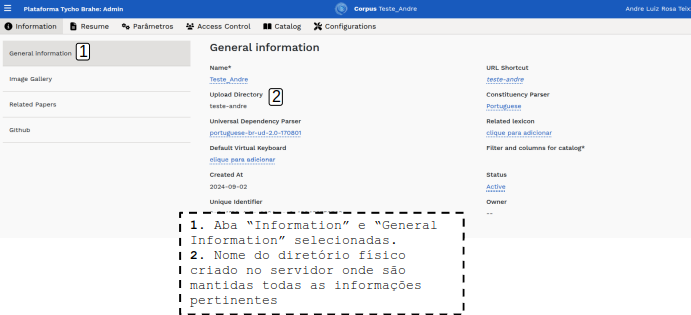 Plataforma Tycho Brahe: Admin
Corpus Teste_Andre
Andre Luiz Rosa Teix
Information
Resume
Parâmetros
Access Control
Catalog
Configurations
General information
1
Image Gallery
Related Papers
Github
General information
Name*
Teste_Andre
URL Shortcut
teste-andre
Upload Directory
teste-andre
2
Constituency Parser
Portuguese
Universal Dependency Parser
portuguese-br-ud-2.0-170801
Related lexicon
clique para adicionar
Default Virtual Keyboard
clique para adicionar
Filter and columns for catalog*
Created At
2024-09-02
Status
Active
Unique Identifier
Owner
--
1. Aba “Information” e “General
Information” selecionadas.
2. Nome do diretório físico
criado no servidor onde são
mantidas todas as informações
pertinentes